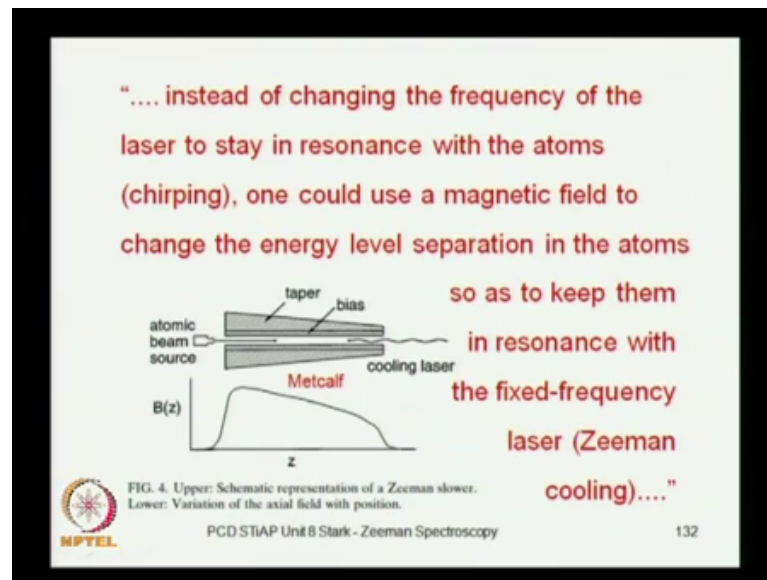 “.... instead of changing the frequency of the
laser to stay in resonance with the atoms
(chirping), one could use a magnetic field to
change the energy level separation in the atoms
so as to keep them
in resonance with
the fixed-frequency
laser (Zeeman
cooling)....”
taper
bias
atomic
beam
source
cooling laser
Metcalf
B(z)
z
FIG. 4. Upper: Schematic representation of a Zeeman slower.
Lower: Variation of the axial field with position.
NPTEL
PCD STiAP Unit 8 Stark - Zeeman Spectroscopy
132